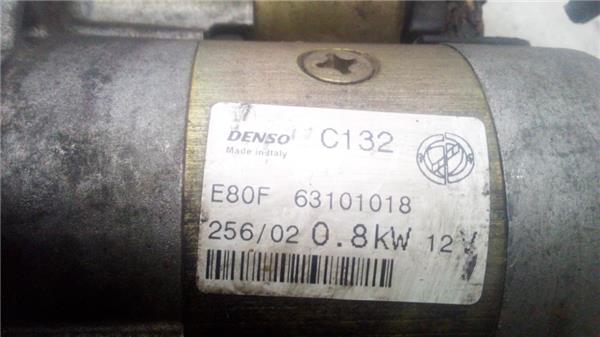 DENSO C132
Made in Italy
E80F 63101018
256/02 0.8kW 12V